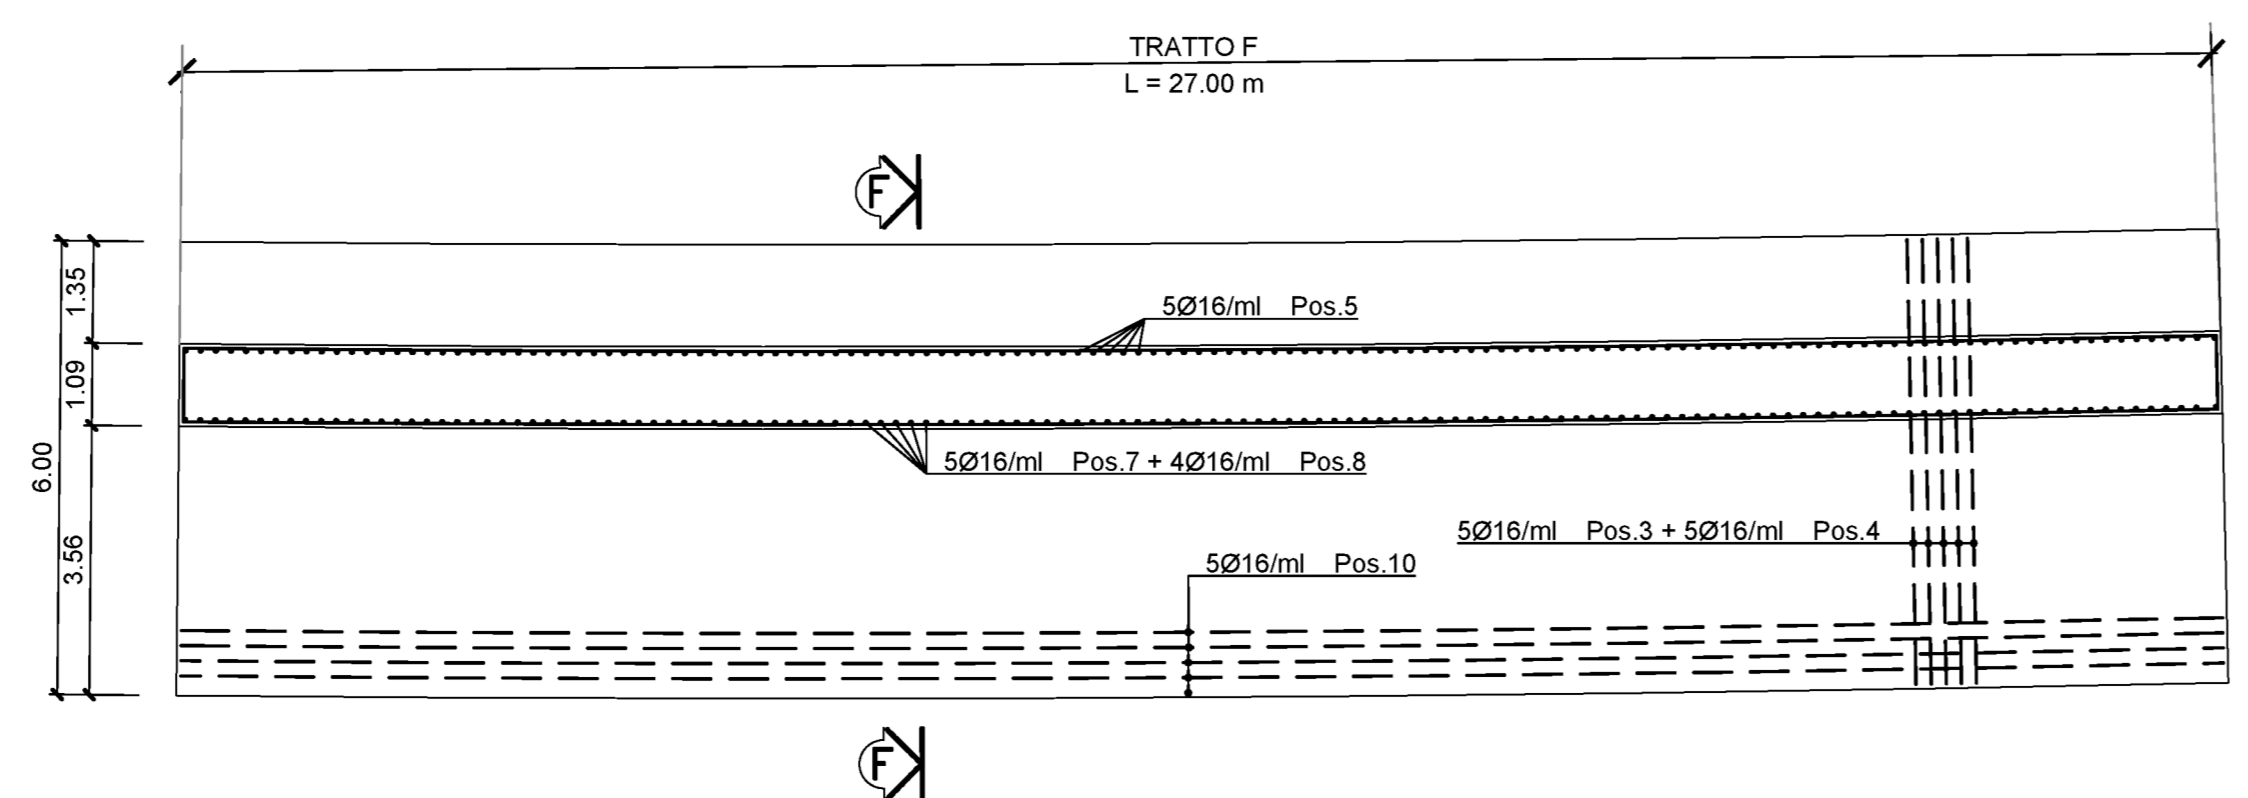 TRATTO F
L = 27.00 m
F
1.35
5Ø16/ml Pos.5
1.09
6.00
5Ø16/ml Pos.7 + 4Ø16/ml Pos.8
3.56
5Ø16/ml Pos.3 + 5Ø16/ml Pos.4
5Ø16/ml Pos.10
F